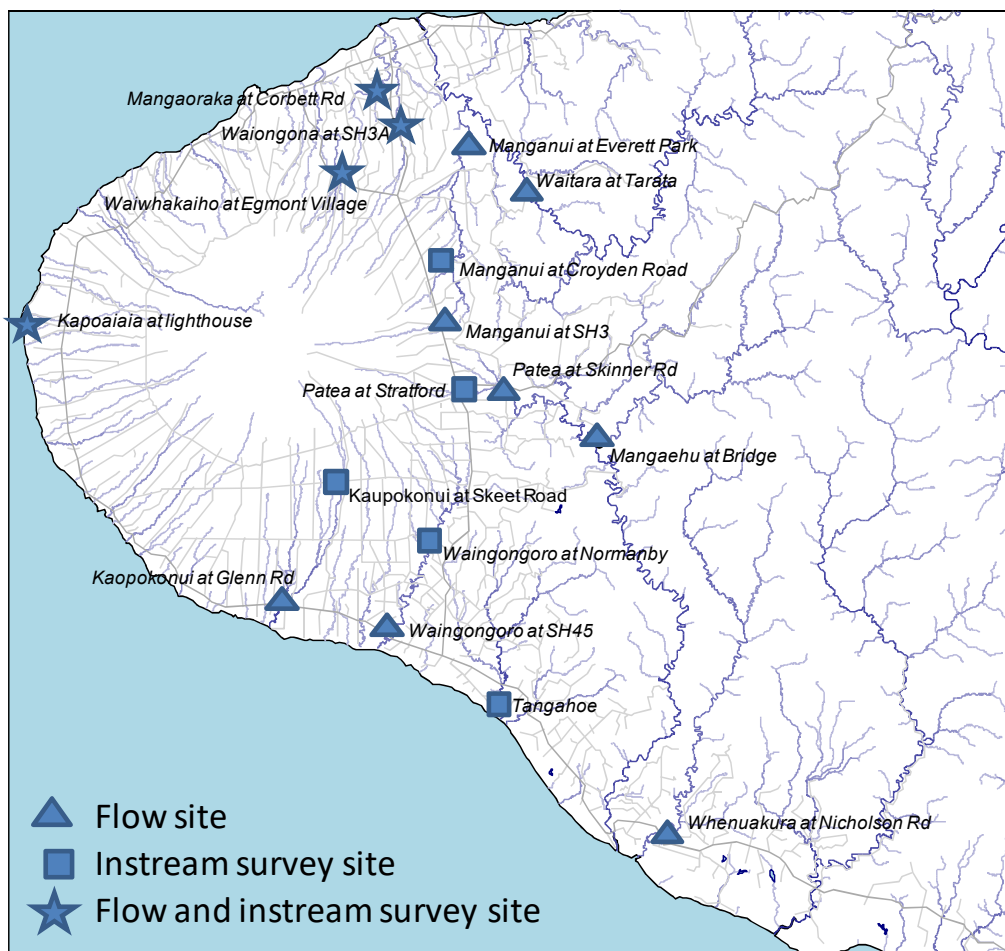 Mangaoraka at Corbett Rd
Waiongona at SH3A
Manganui at Everett Park
Waitara at Tarata
Waiwhakaiho at Egmont Village
Manganui at Croyden Road
Kapoaiaia at lighthouse
Manganui at SH3
Patea at Skinner Rd
Patea at Stratford
Mangaehu at Bridge
Kaupokonui at Skeet Road
Waingongoro at Normanby
Kaopokonui at Glenn Rd
Waingongoro at SH45
Tangahoe
Whenuakura at Nicholson Rd
Flow site
Instream survey site
Flow and instream survey site